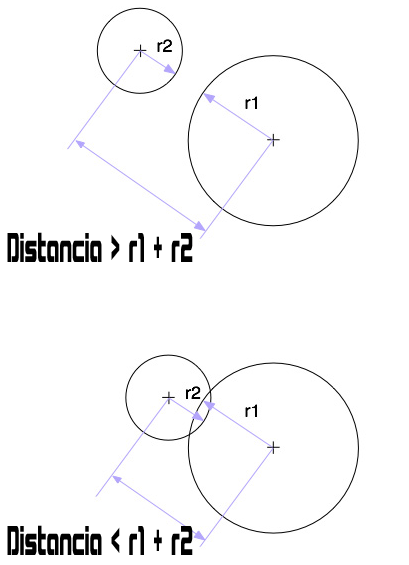 r2
r1
Distancia > r1 + r2
r2
r1
Distancia < r1 + r2